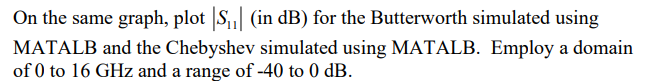 On the same graph, plot |S₁₁| (in dB) for the Butterworth simulated using
MATALB and the Chebyshev simulated using MATALB. Employ a domain
of 0 to 16 GHz and a range of -40 to 0 dB.